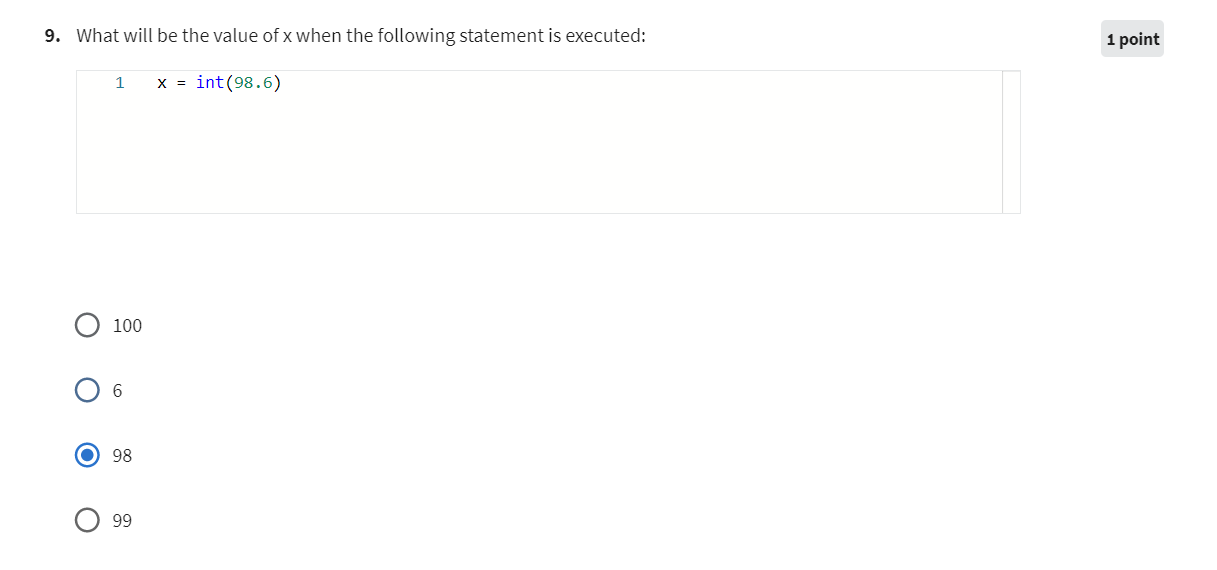 9. What will be the value of x when the following statement is executed:
1 point
1 x = int(98.6)
100
6
98
99